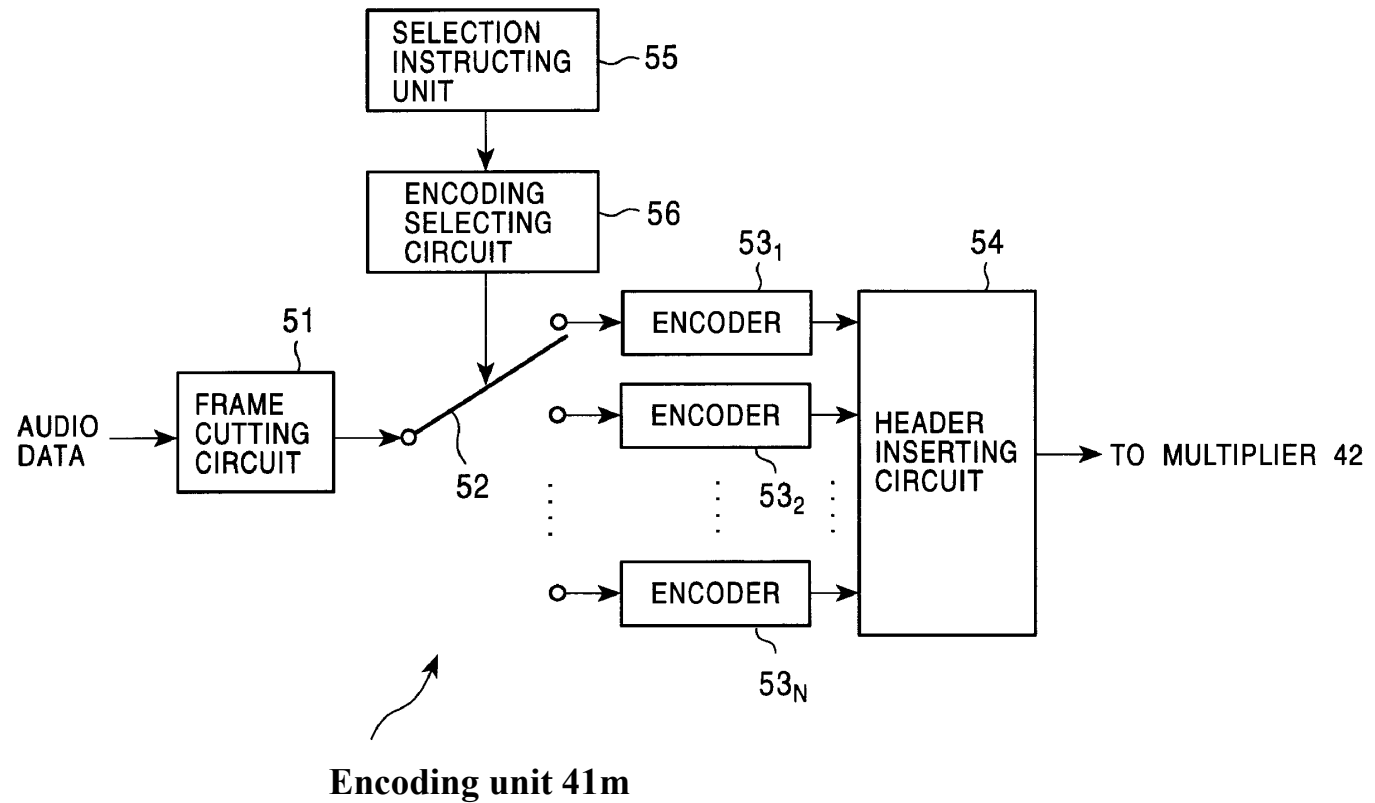 SELECTION
INSTRUCTING
UNIT
55
ENCODING
SELECTING
CIRCUIT
56
53₁
54
ENCODER
51
FRAME
CUTTING
CIRCUIT
AUDIO
DATA
52
ENCODER
53₂
HEADER
INSERTING
CIRCUIT
TO MULTIPLIER 42
ENCODER
53N
Encoding unit 41m